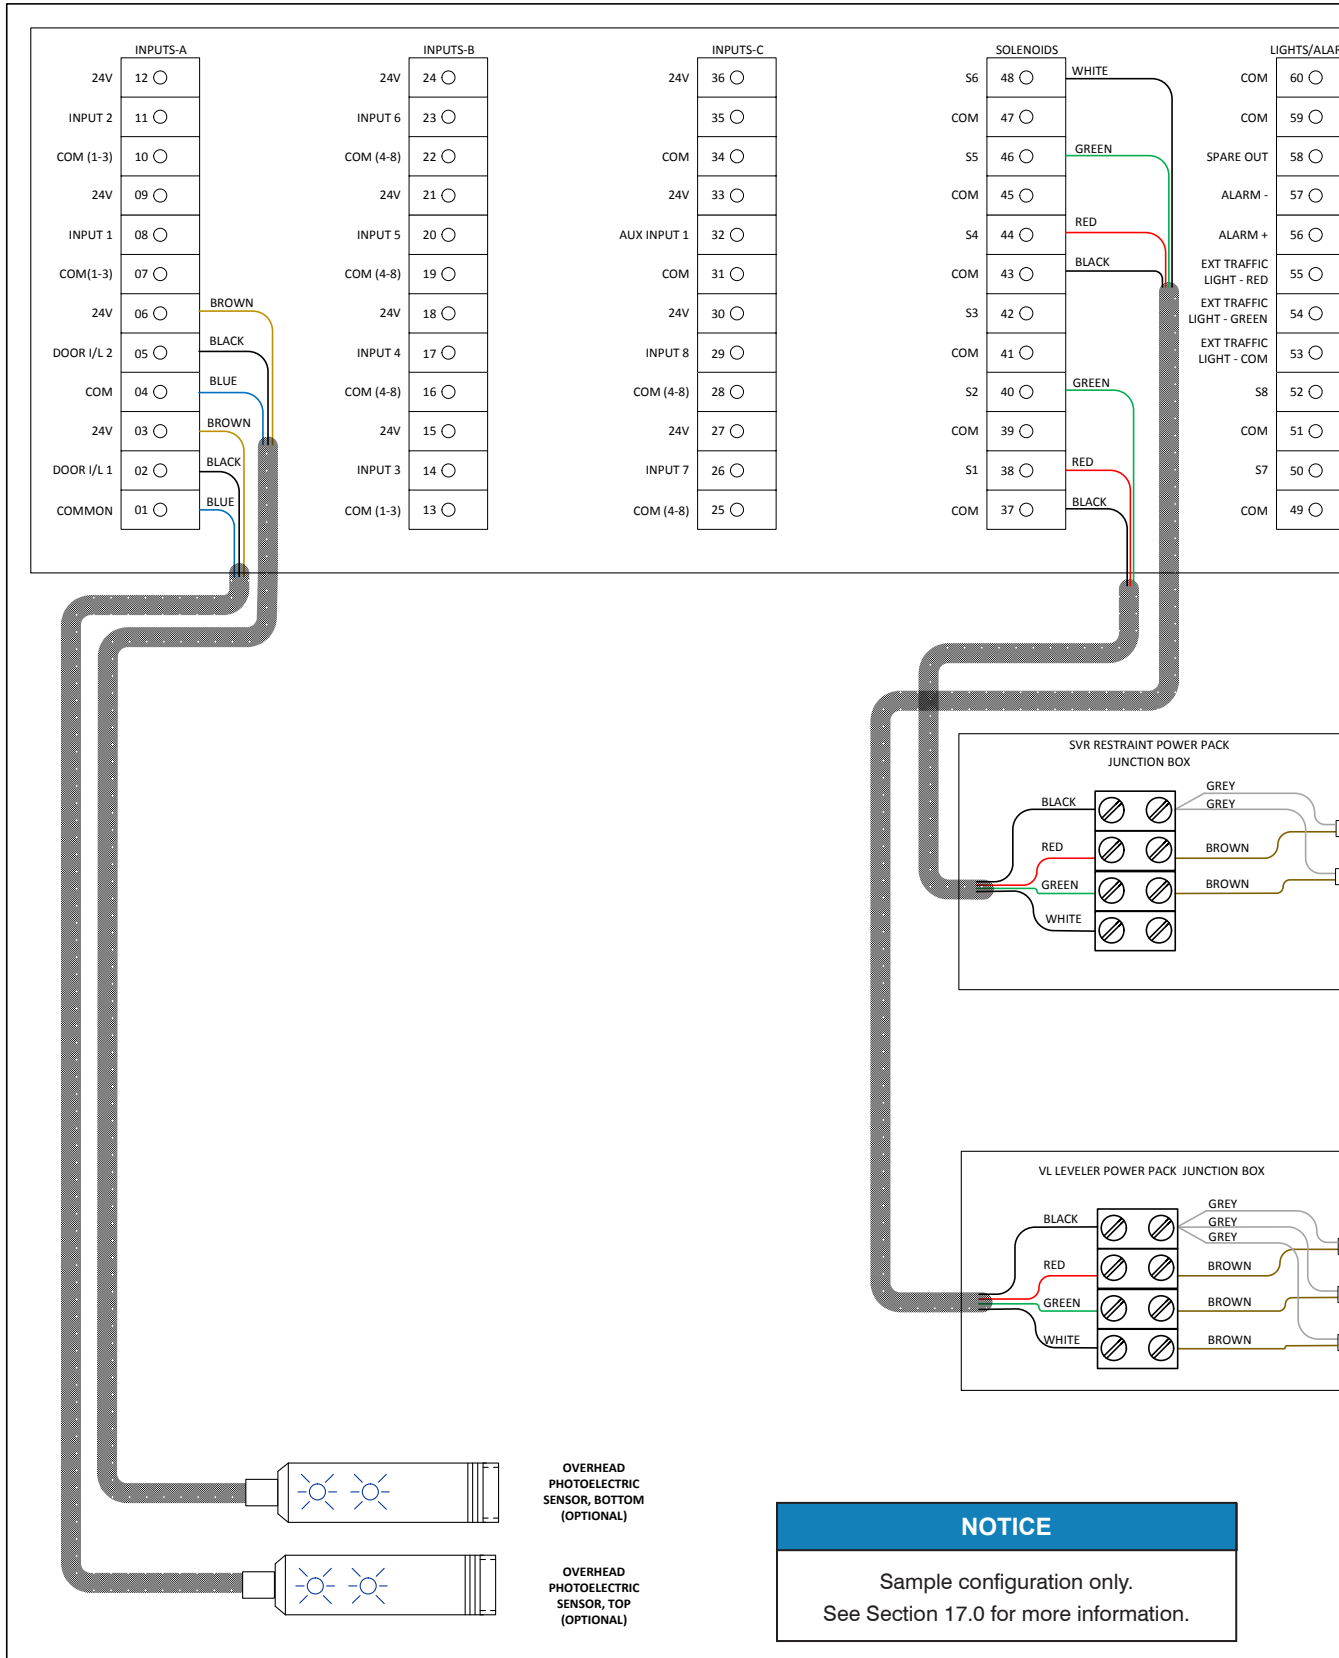 INPUTS-A
24V 12
INPUT 2 11
COM (1-3) 10
24V 09
INPUT 1 08
COM(1-3) 07
24V 06 BROWN
DOOR I/L 2 05 BLACK
COM 04 BLUE
24V 03 BROWN
DOOR I/L 1 02 BLACK
COMMON 01 BLUE
INPUTS-B
24V 24
INPUT 6 23
COM (4-8) 22
24V 21
INPUT 5 20
COM (4-8) 19
24V 18
INPUT 4 17
COM (4-8) 16
24V 15
INPUT 3 14
COM (1-3) 13
INPUTS-C
24V 36
35
COM 34
24V 33
AUX INPUT 1 32
COM 31
24V 30
INPUT 8 29
COM (4-8) 28
24V 27
INPUT 7 26
COM (4-8) 25
SOLENOIDS
S6 48 WHITE
COM 47
S5 46 GREEN
COM 45
S4 44 RED
COM 43 BLACK
S3 42
COM 41
S2 40 GREEN
COM 39
S1 38 RED
COM 37 BLACK
LIGHTS/ALAR
COM 60
COM 59
SPARE OUT 58
ALARM - 57
ALARM + 56
EXT TRAFFIC
LIGHT - RED 55
EXT TRAFFIC
LIGHT - GREEN 54
EXT TRAFFIC
LIGHT - COM 53
S8 52
COM 51
S7 50
COM 49
SVR RESTRAINT POWER PACK
JUNCTION BOX
GREY
BLACK GREY
RED BROWN
GREEN BROWN
WHITE
VL LEVELER POWER PACK JUNCTION BOX
GREY
BLACK GREY
GREY
RED BROWN
GREEN BROWN
WHITE BROWN
OVERHEAD
PHOTOELECTRIC
SENSOR, BOTTOM
(OPTIONAL)
OVERHEAD
PHOTOELECTRIC
SENSOR, TOP
(OPTIONAL)
NOTICE
Sample configuration only.
See Section 17.0 for more information.